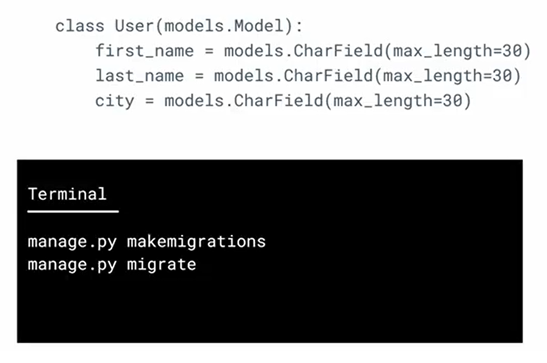 class User(models.Model):
    first_name = models.CharField(max_length=30)
    last_name = models.CharField(max_length=30)
    city = models.CharField(max_length=30)
Terminal
manage.py makemigrations
manage.py migrate